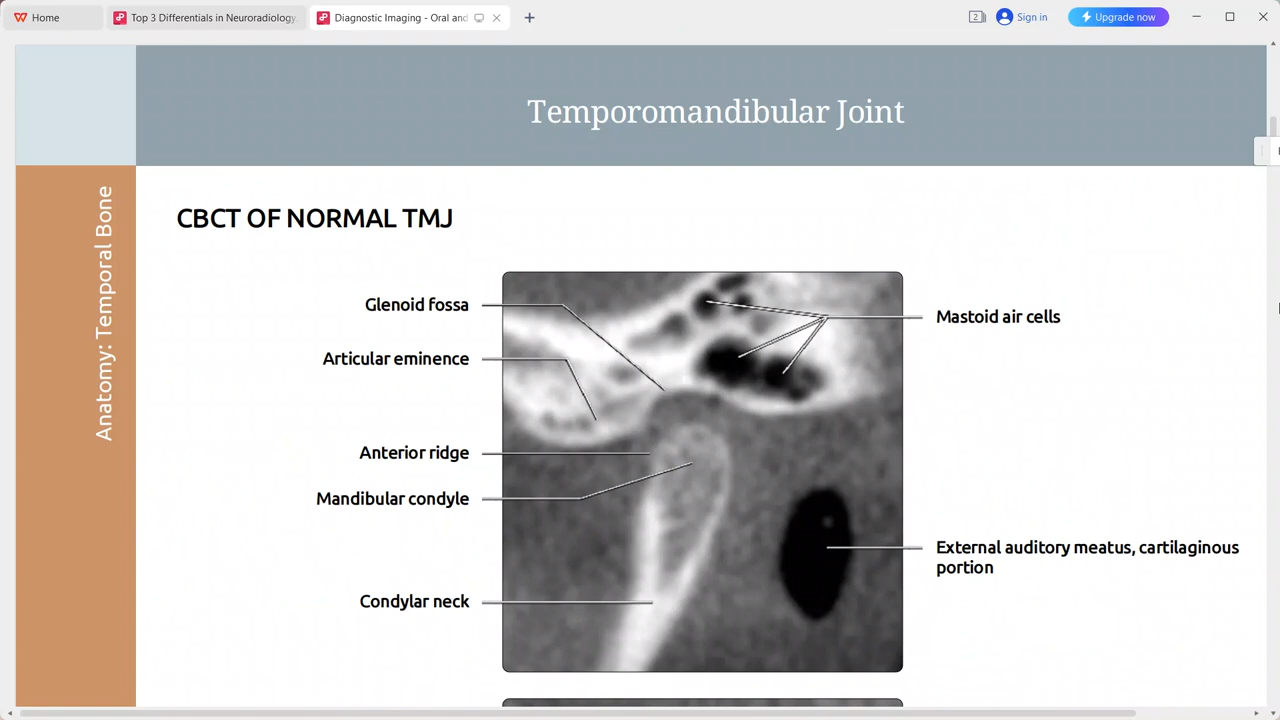 Home
Top 3 Differentials in Neuroradiology.
Diagnostic Imaging - Oral and
2
Sign in
Upgrade now
Temporomandibular Joint
Anatomy: Temporal Bone
CBCT OF NORMAL TMJ
Glenoid fossa
Mastoid air cells
Articular eminence
Anterior ridge
Mandibular condyle
External auditory meatus, cartilaginous
portion
Condylar neck